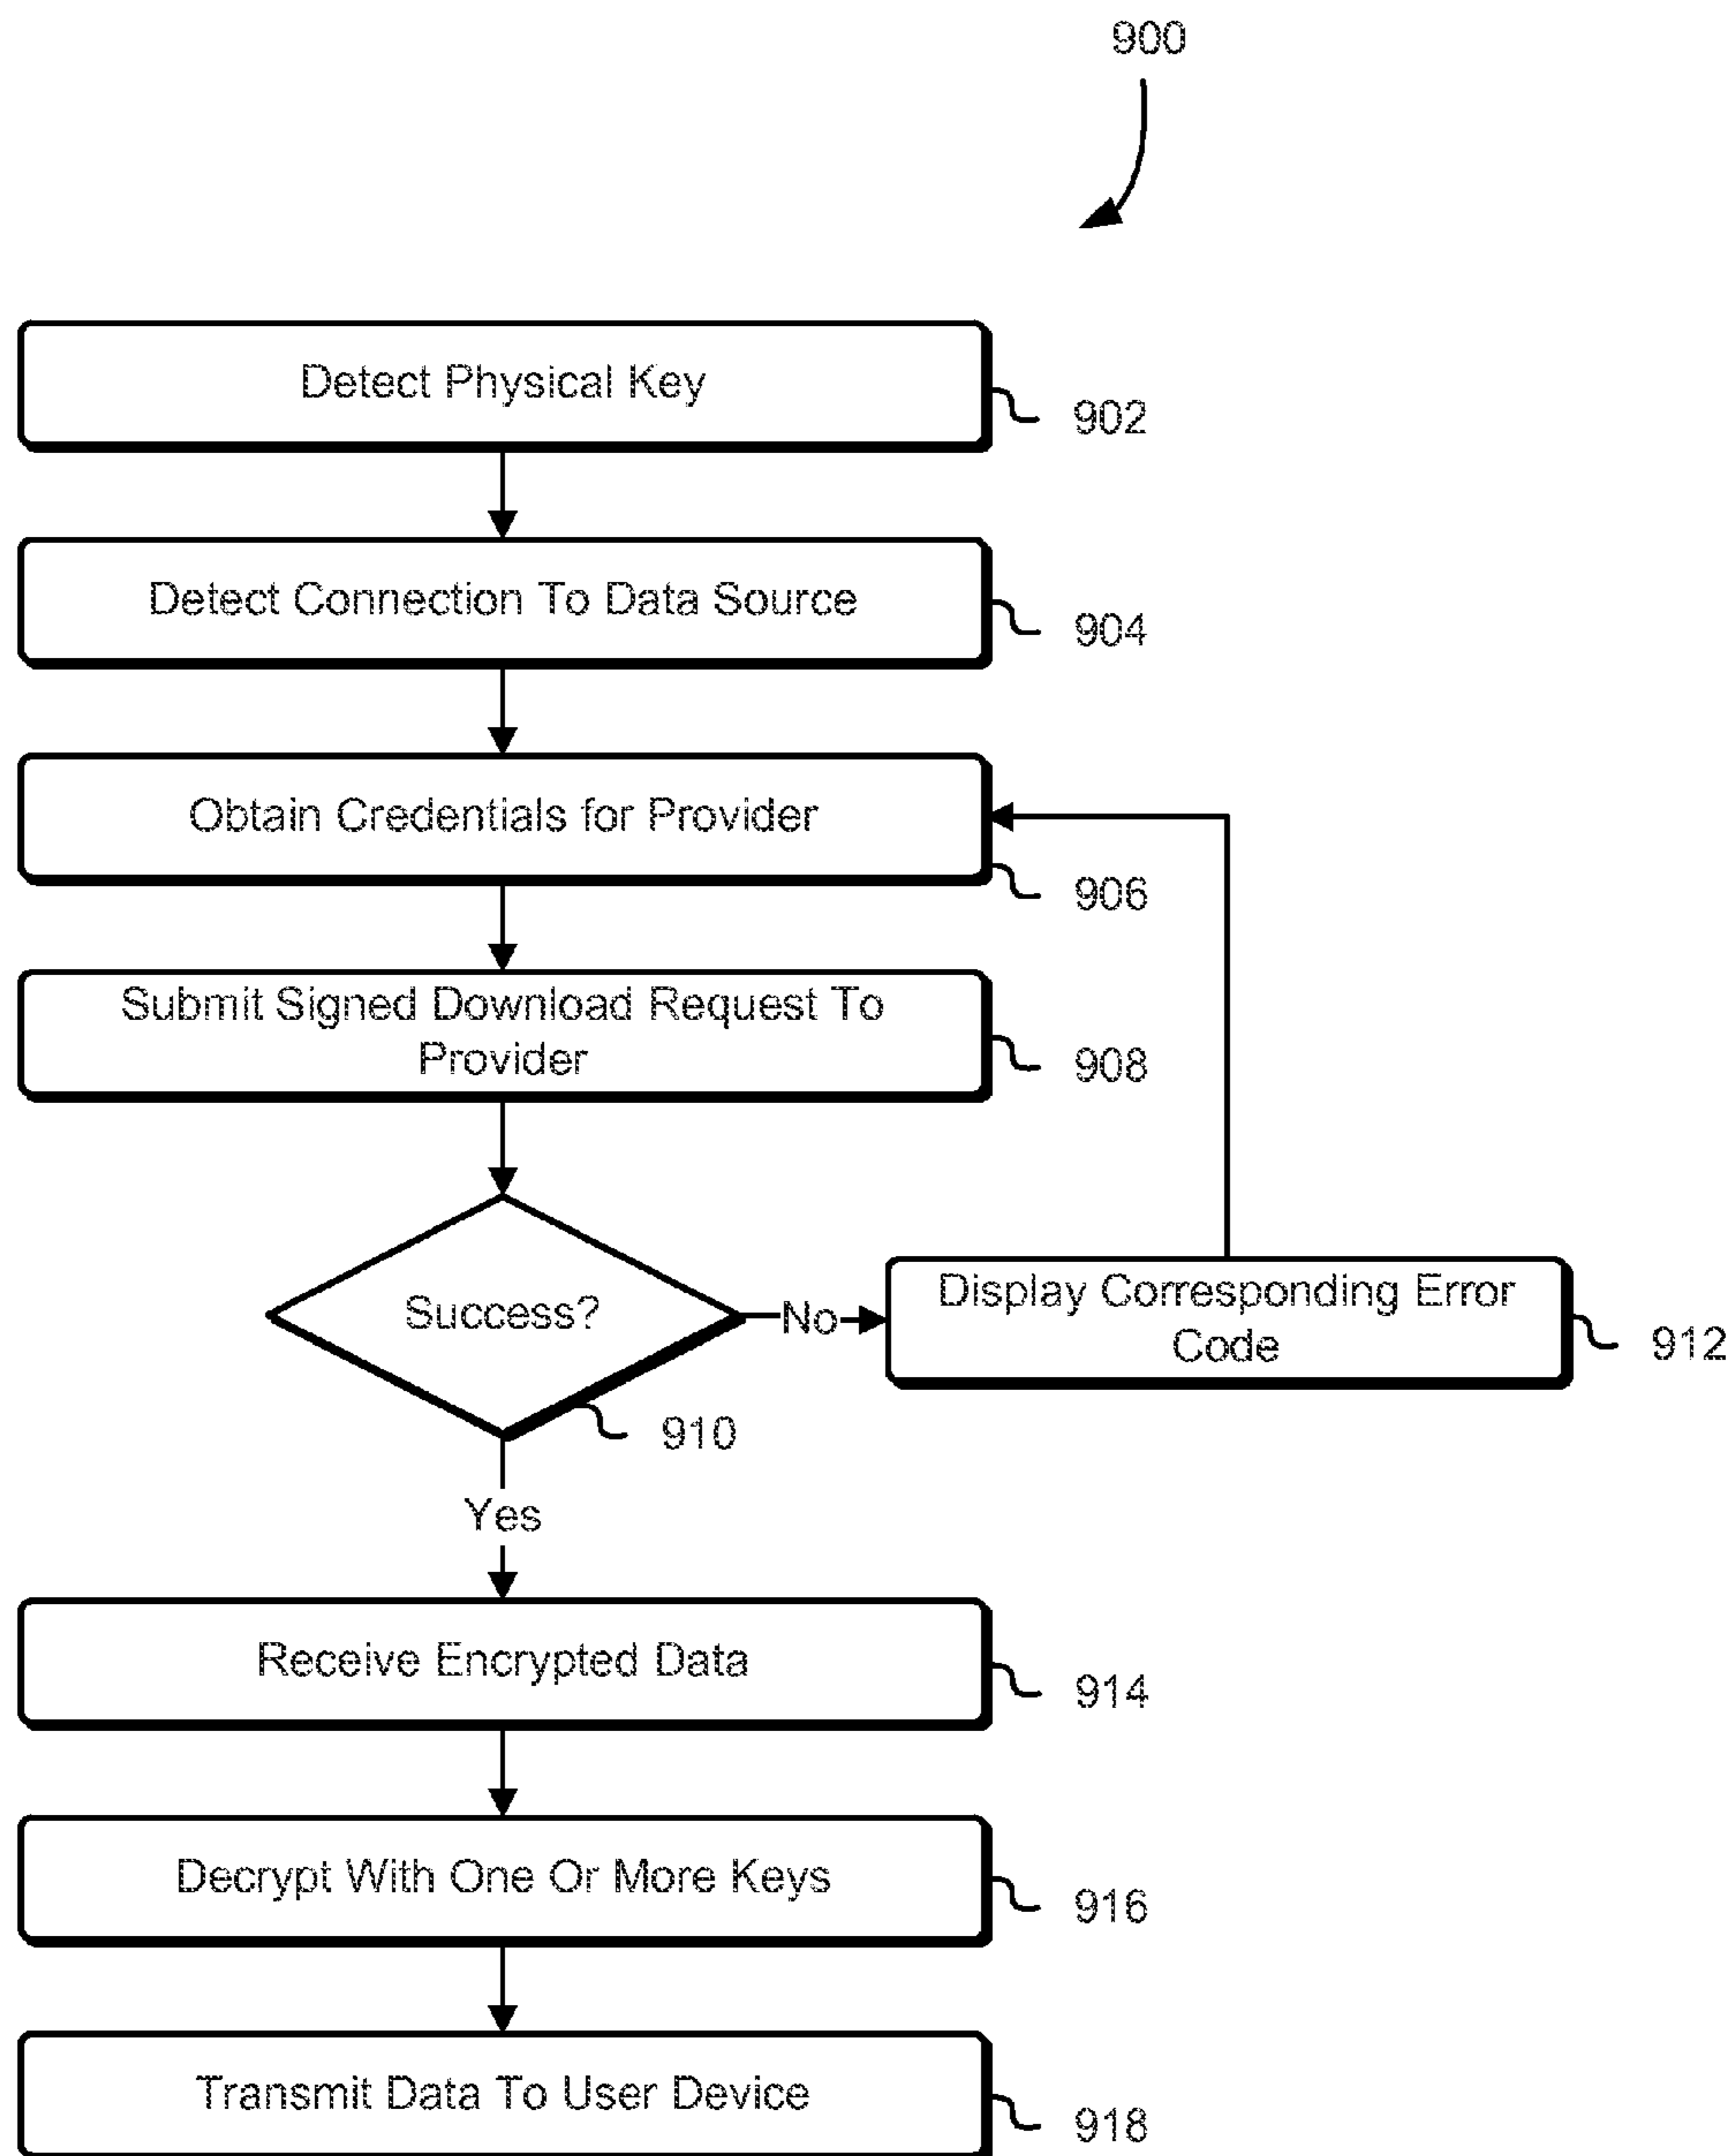 900
Detect Physical Key
902
Detect Connection To Data Source
904
Obtain Credentials for Provider
906
Submit Signed Download Request To
Provider
908
Success?
No
Display Corresponding Error
Code
912
910
Yes
Receive Encrypted Data
914
Decrypt With One Or More Keys
916
Transmit Data To User Device
918